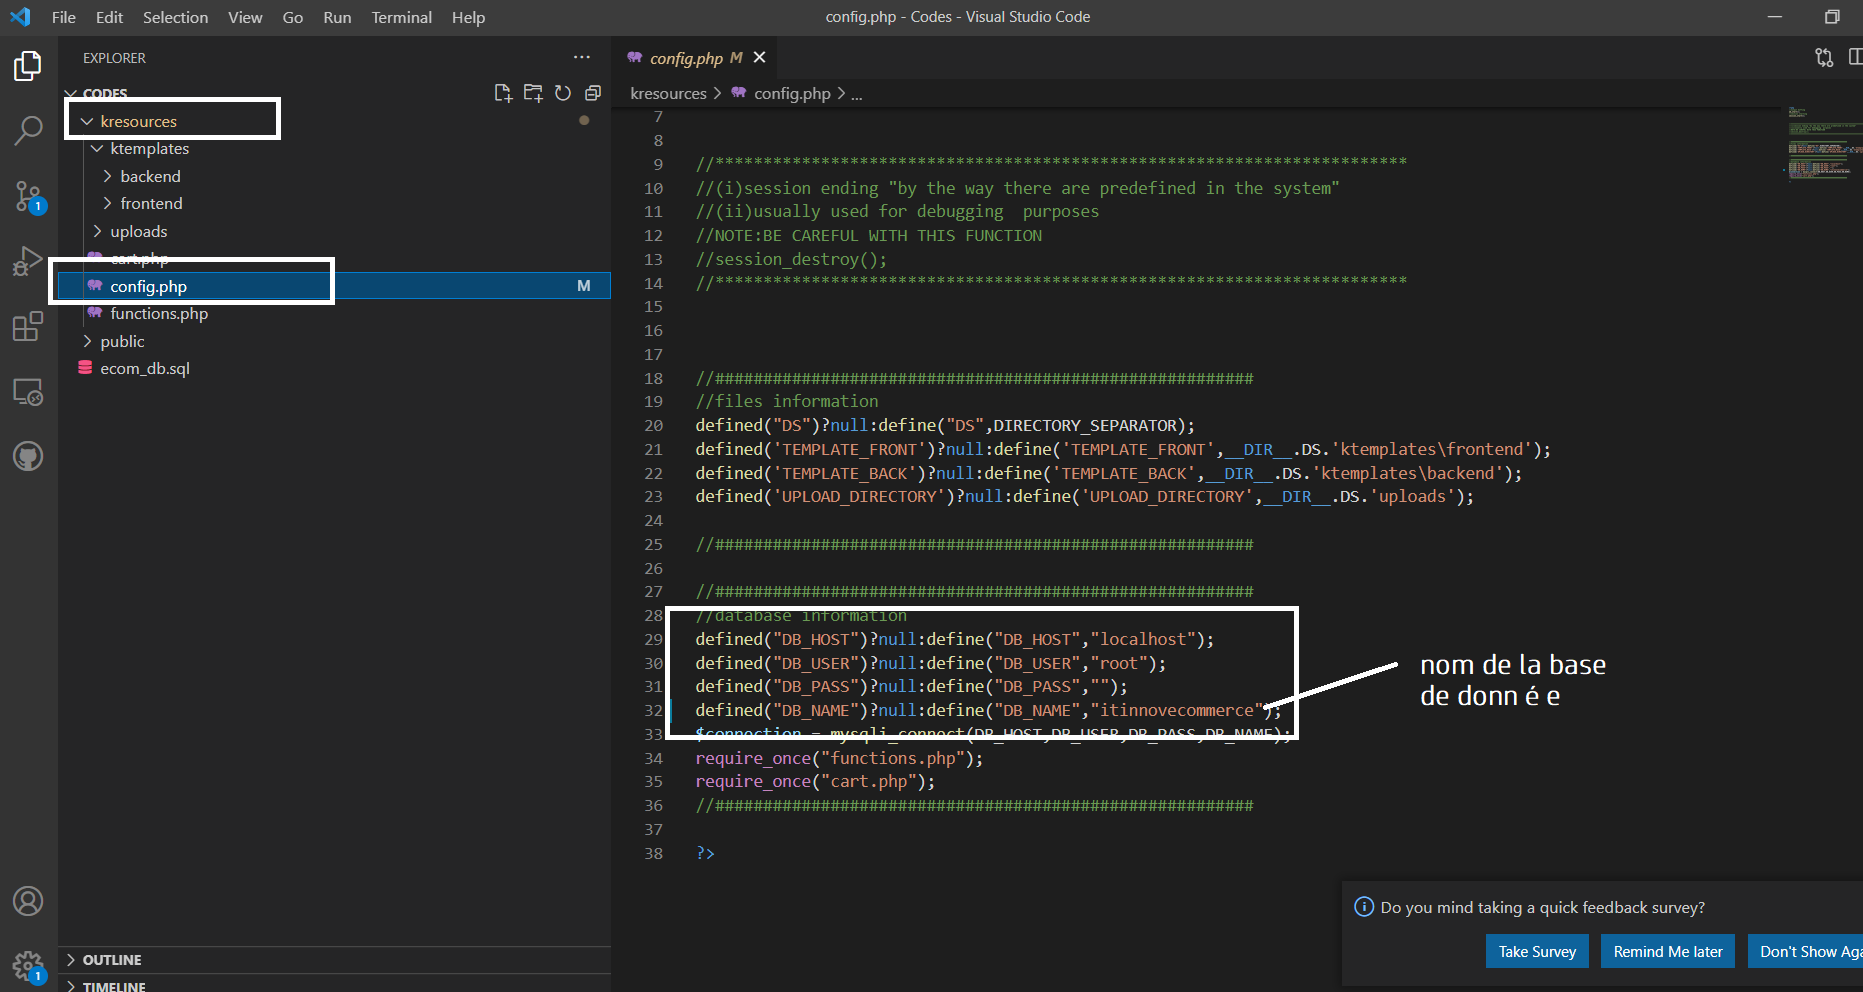 File Edit Selection View Go Run Terminal Help
config.php - Codes - Visual Studio Code
EXPLORER
CODES
kresources
ktemplates
backend
frontend
uploads
cart.php
config.php M
functions.php
public
ecom_db.sql
OUTLINE
TIMELINE
config.php M
kresources > config.php > ...
7
8
9 //************************************************************************
10 //(i)session ending "by the way there are predefined in the system"
11 //(ii)usually used for debugging  purposes
12 //NOTE:BE CAREFUL WITH THIS FUNCTION
13 //session_destroy();
14 //************************************************************************
15
16
17
18 //########################################################
19 //files information
20 defined("DS")?null:define("DS",DIRECTORY_SEPARATOR);
21 defined('TEMPLATE_FRONT')?null:define('TEMPLATE_FRONT',__DIR__.DS.'ktemplates\frontend');
22 defined('TEMPLATE_BACK')?null:define('TEMPLATE_BACK',__DIR__.DS.'ktemplates\backend');
23 defined('UPLOAD_DIRECTORY')?null:define('UPLOAD_DIRECTORY',__DIR__.DS.'uploads');
24
25 //########################################################
26
27 //########################################################
28 //database information
29 defined("DB_HOST")?null:define("DB_HOST","localhost");
30 defined("DB_USER")?null:define("DB_USER","root");
31 defined("DB_PASS")?null:define("DB_PASS","");
32 defined("DB_NAME")?null:define("DB_NAME","itinnovecommerce");
33 $connection = mysqli_connect(DB_HOST,DB_USER,DB_PASS,DB_NAME);
34 require_once("functions.php");
35 require_once("cart.php");
36 //########################################################
37
38 ?>
nom de la base
de donn é e
Do you mind taking a quick feedback survey?
Take Survey
Remind Me later
Don't Show Aga
1
1